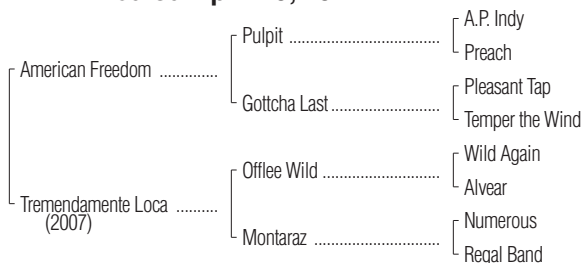 American Freedom ..............
Pulpit ........................................
A.P. Indy
Preach
Gottcha Last.............................
Pleasant Tap
Temper the Wind
Tremendamente Loca ..........
(2007)
Offlee Wild ...............................
Wild Again
Alvear
Montaraz .................................
Numerous
Regal Band